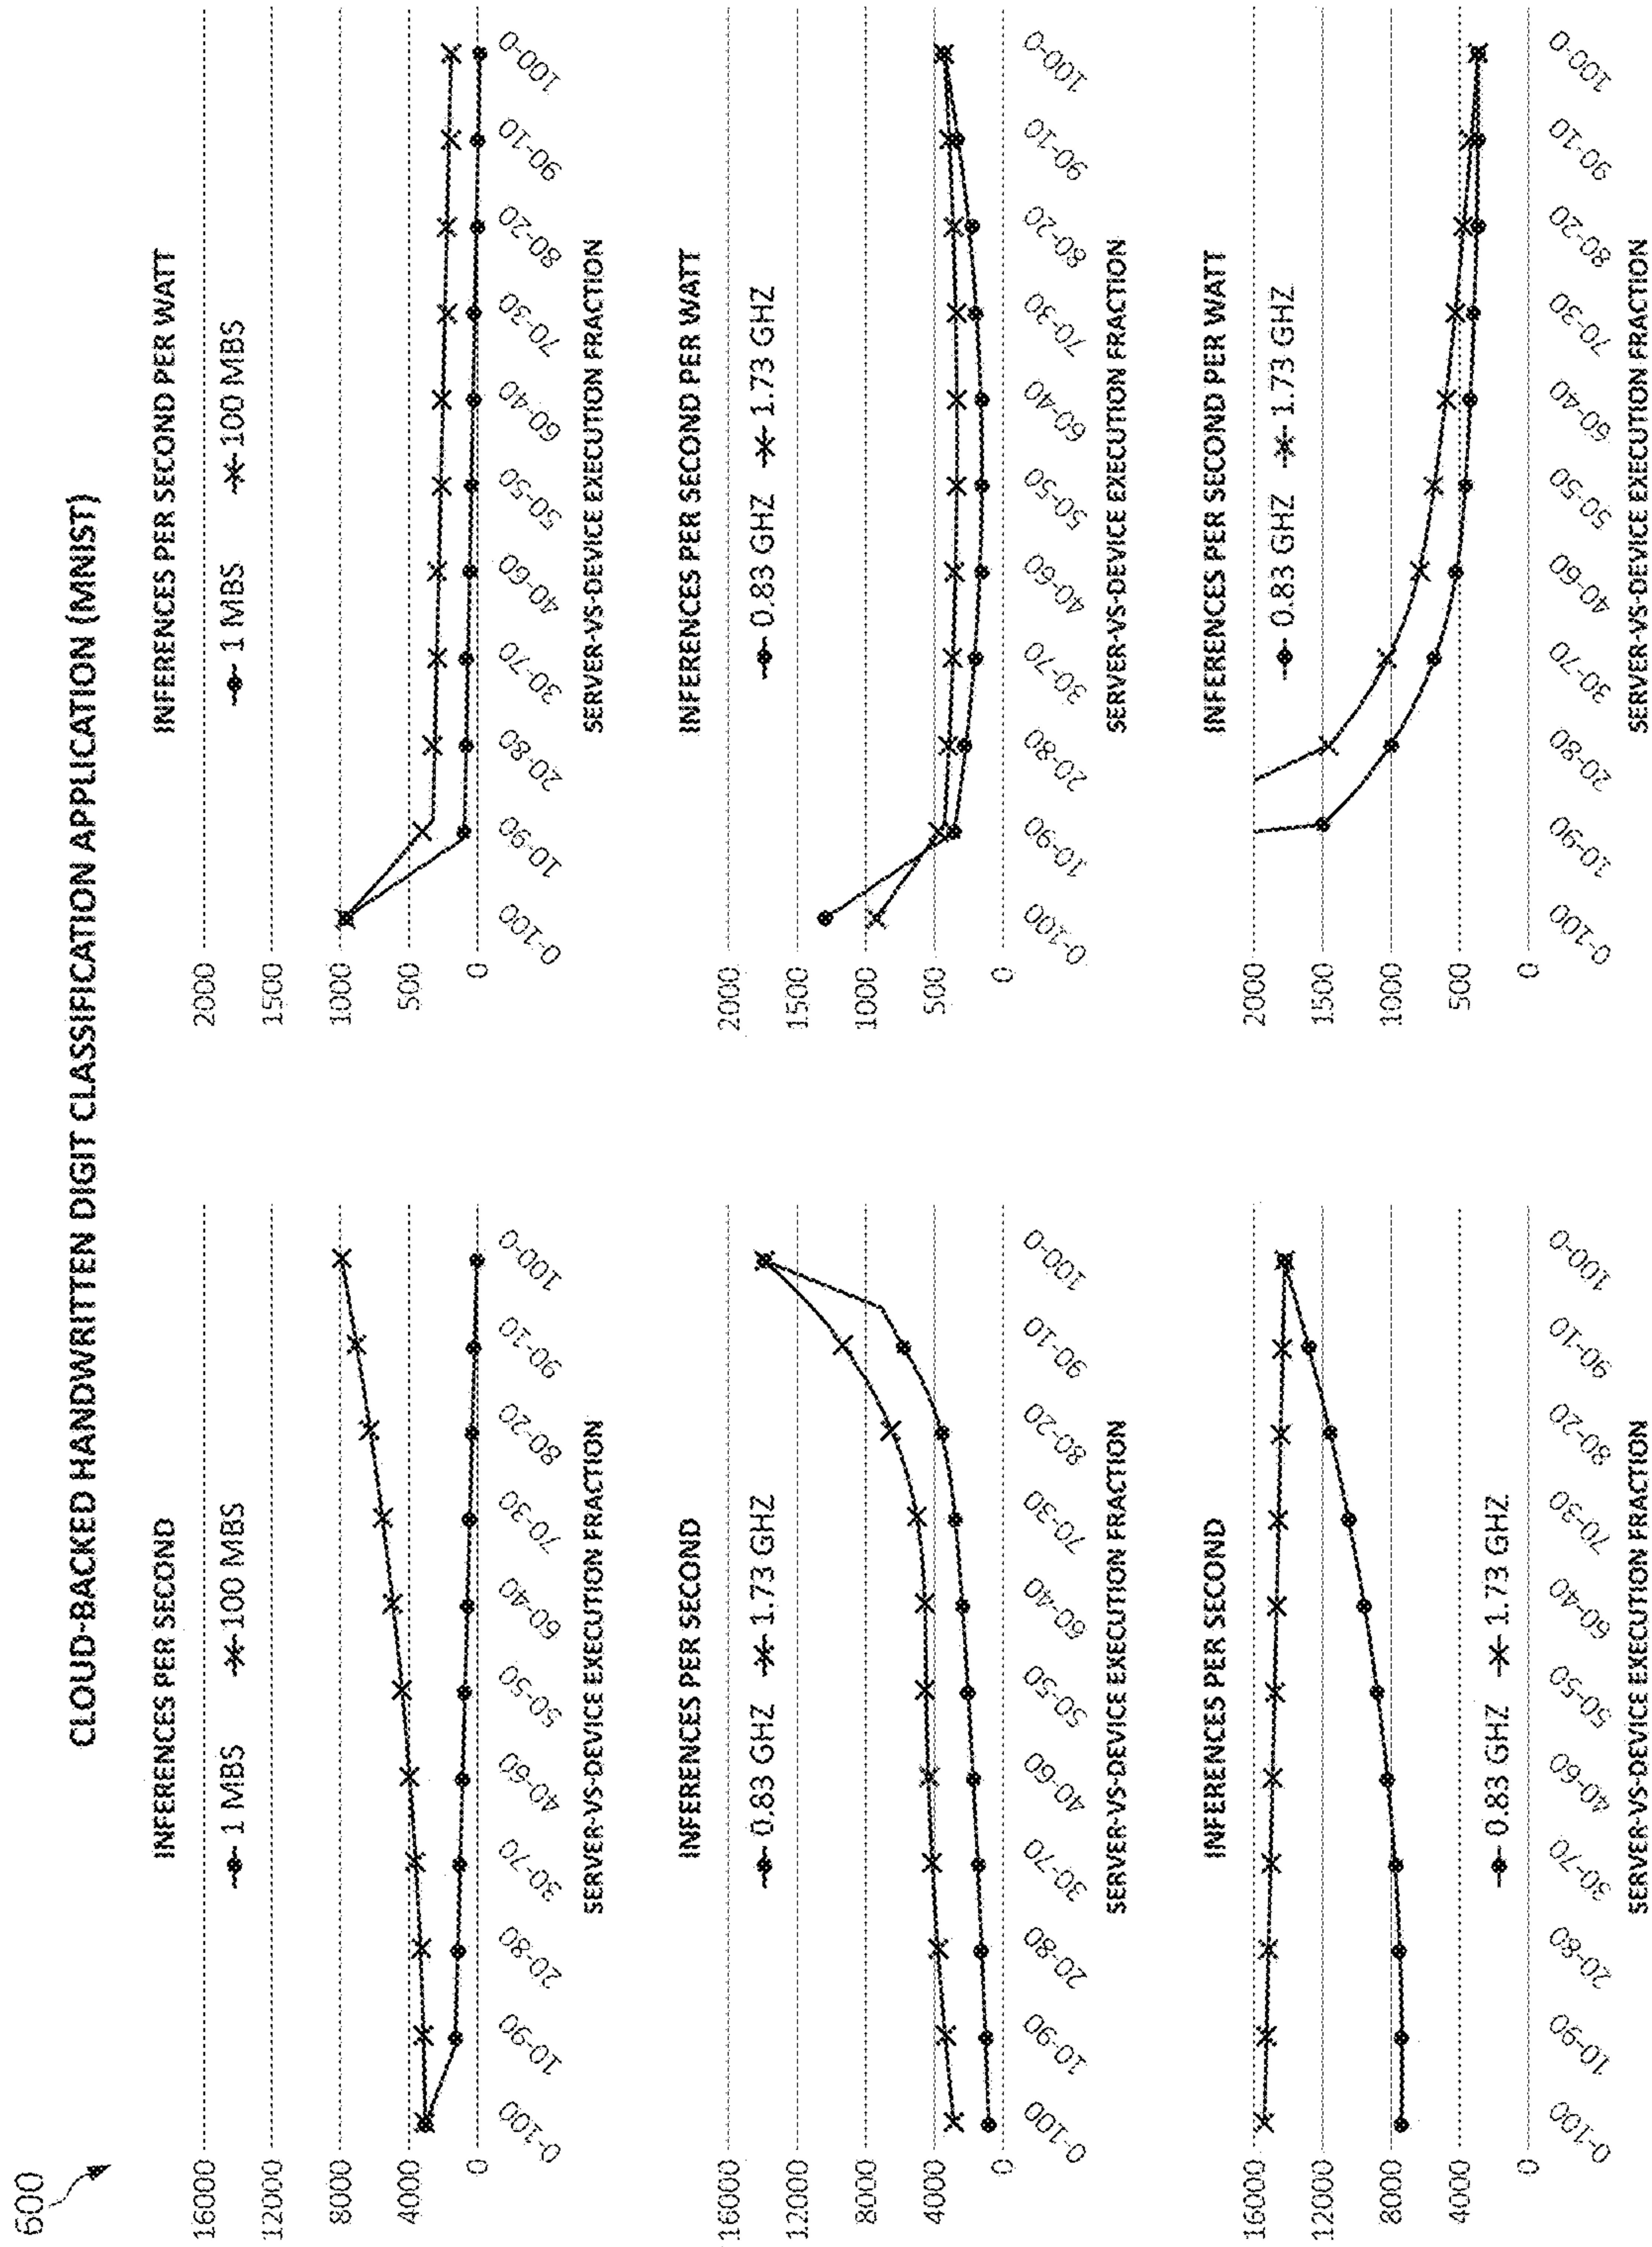 600
CLOUD-BACKED HANDWRITTEN DIGIT CLASSIFICATION APPLICATION (MNIST)
INFERENCES PER SECOND
1 MBS 100 MBS
16000
12000
8000
4000
0
0-100 10-90 20-80 30-70 40-60 50-50 60-40 70-30 80-20 90-10 100-0
SERVER-VS-DEVICE EXECUTION FRACTION
INFERENCES PER SECOND PER WATT
1 MBS 100 MBS
2000
1500
1000
500
0
0-100 10-90 20-80 30-70 40-60 50-50 60-40 70-30 80-20 90-10 100-0
SERVER-VS-DEVICE EXECUTION FRACTION
INFERENCES PER SECOND
0.83 GHZ 1.73 GHZ
16000
12000
8000
4000
0
0-100 10-90 20-80 30-70 40-60 50-50 60-40 70-30 80-20 90-10 100-0
SERVER-VS-DEVICE EXECUTION FRACTION
INFERENCES PER SECOND PER WATT
0.83 GHZ 1.73 GHZ
2000
1500
1000
500
0
0-100 10-90 20-80 30-70 40-60 50-50 60-40 70-30 80-20 90-10 100-0
SERVER-VS-DEVICE EXECUTION FRACTION
INFERENCES PER SECOND
16000
12000
8000
4000
0
0.83 GHZ 1.73 GHZ
0-100 10-90 20-80 30-70 40-60 50-50 60-40 70-30 80-20 90-10 100-0
SERVER-VS-DEVICE EXECUTION FRACTION
INFERENCES PER SECOND PER WATT
0.83 GHZ 1.73 GHZ
2000
1500
1000
500
0
0-100 10-90 20-80 30-70 40-60 50-50 60-40 70-30 80-20 90-10 100-0
SERVER-VS-DEVICE EXECUTION FRACTION